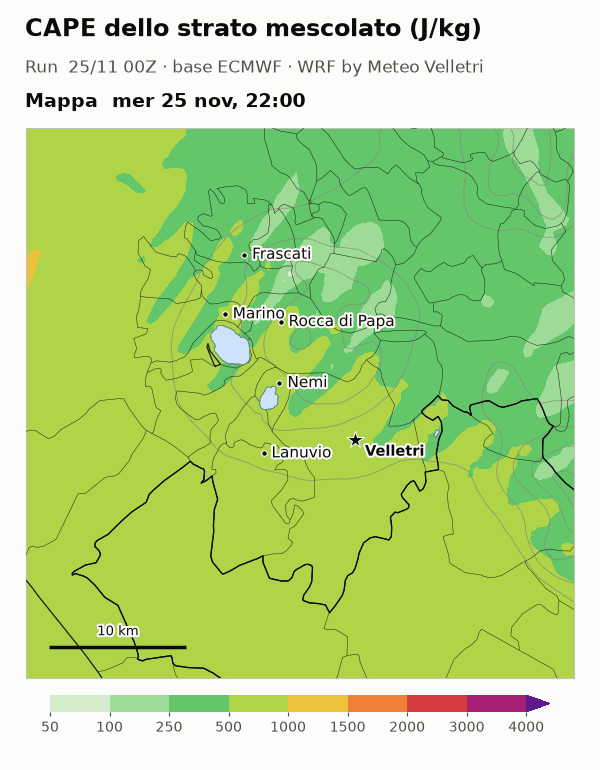 CAPE dello strato mescolato (J/kg)
Run  25/11 00Z · base ECMWF · WRF by Meteo Velletri
Mappa  mer 25 nov, 22:00
Frascati
Marino
Rocca di Papa
Nemi
Velletri
Lanuvio
10 km
50 100 250 500 1000 1500 2000 3000 4000